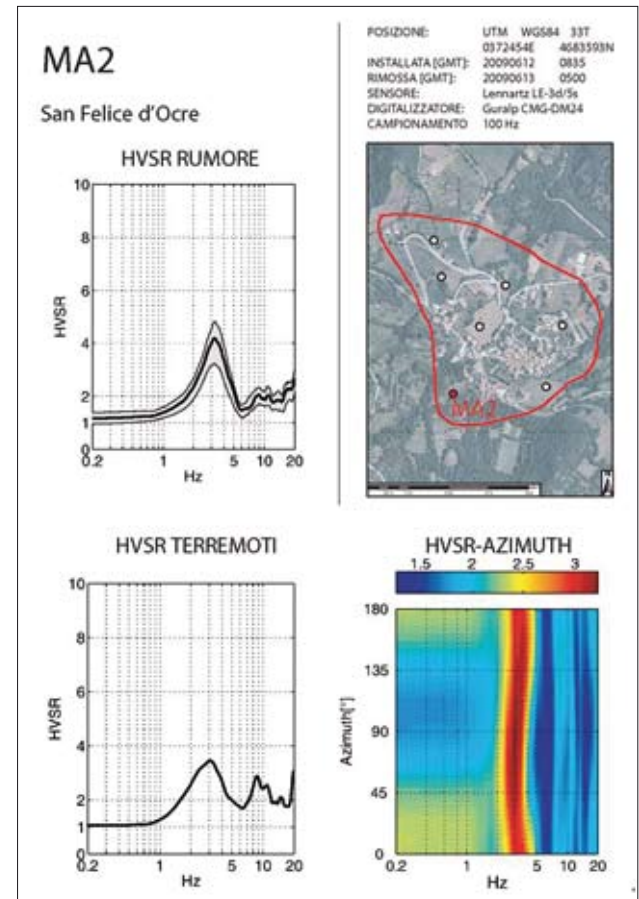 MA2
San Felice d'Ocre
POSIZIONE: UTM WGS84 33T
0372454E 4683593N
INSTALLATA [GMT]: 20090612 0835
RIMOSSA [GMT]: 20090613 0500
SENSORE: Lennartz LE-3d/5s
DIGITALIZZATORE: Guralp CMG-DM24
CAMPIONAMENTO 100 Hz
HVSR RUMORE
10
8
6
4
2
1
0
HVSR
0.2 1 5 10 20
Hz
MA2
HVSR TERREMOTI
10
8
6
4
2
1
0
HVSR
0.2 1 5 10 20
Hz
HVSR-AZIMUTH
1.5 2 2.5 3
180
135
90
45
0
Azimuth[°]
0.2 1 5 10 20
Hz